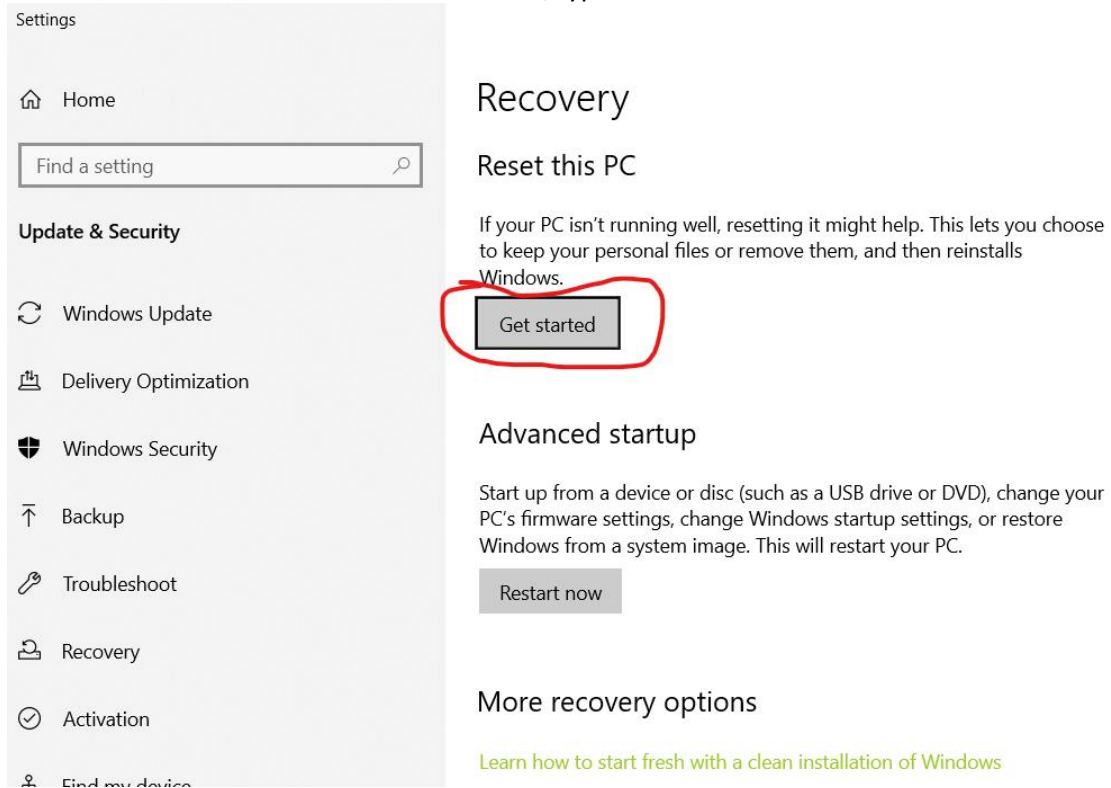 Settings
Home
Find a setting
Update & Security
Windows Update
Delivery Optimization
Windows Security
Backup
Troubleshoot
Recovery
Activation
Find my device
Recovery
Reset this PC
If your PC isn't running well, resetting it might help. This lets you choose
to keep your personal files or remove them, and then reinstalls
Windows.
Get started
Advanced startup
Start up from a device or disc (such as a USB drive or DVD), change your
PC's firmware settings, change Windows startup settings, or restore
Windows from a system image. This will restart your PC.
Restart now
More recovery options
Learn how to start fresh with a clean installation of Windows